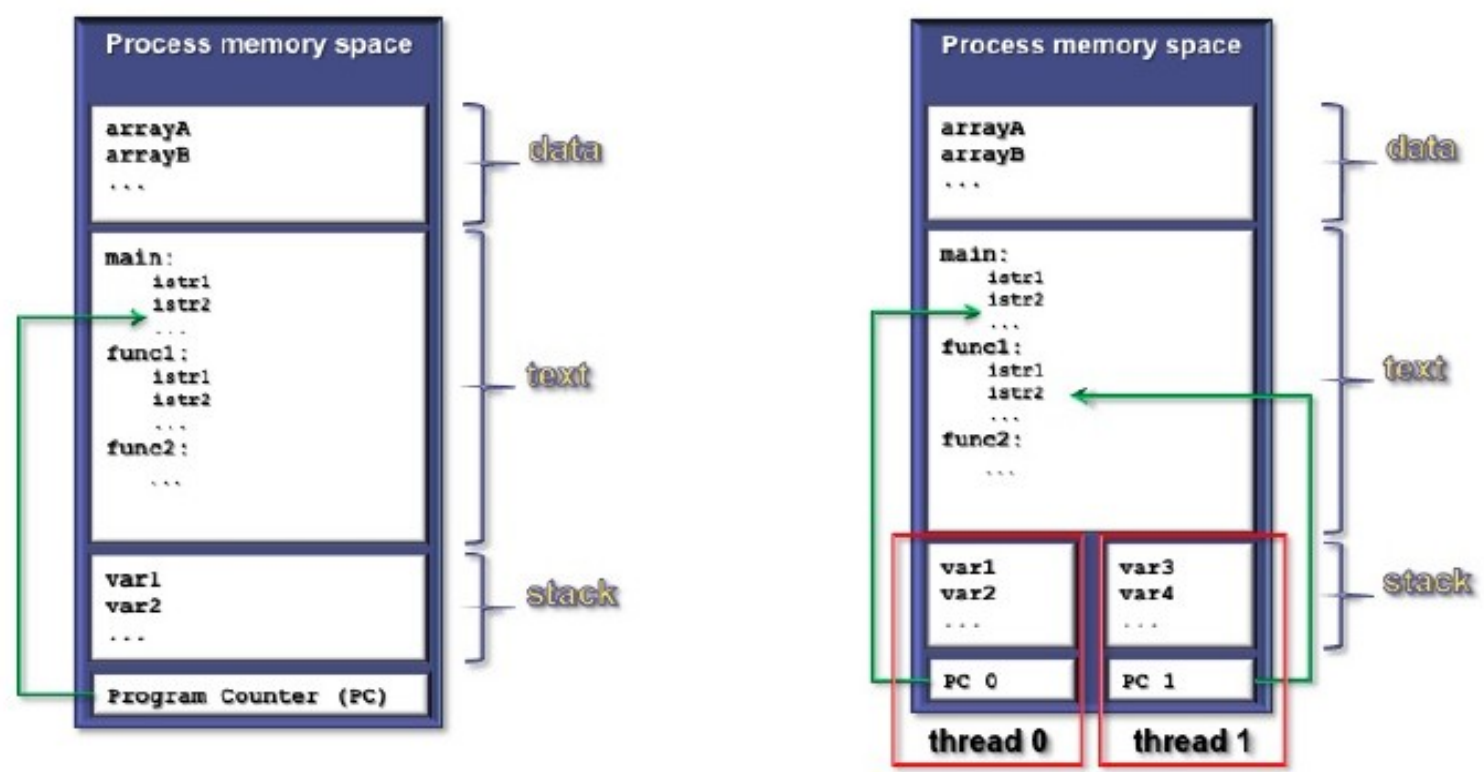 Process memory space
arrayA
arrayB
...
data
main:
istr1
istr2
...
func1:
istr1
istr2
...
func2:
...
text
var1
var2
...
stack
Program Counter (PC)
Process memory space
arrayA
arrayB
...
data
main:
istr1
istr2
...
func1:
istr1
istr2
...
func2:
...
text
var1
var2
...
var3
var4
...
stack
PC 0
PC 1
thread 0
thread 1